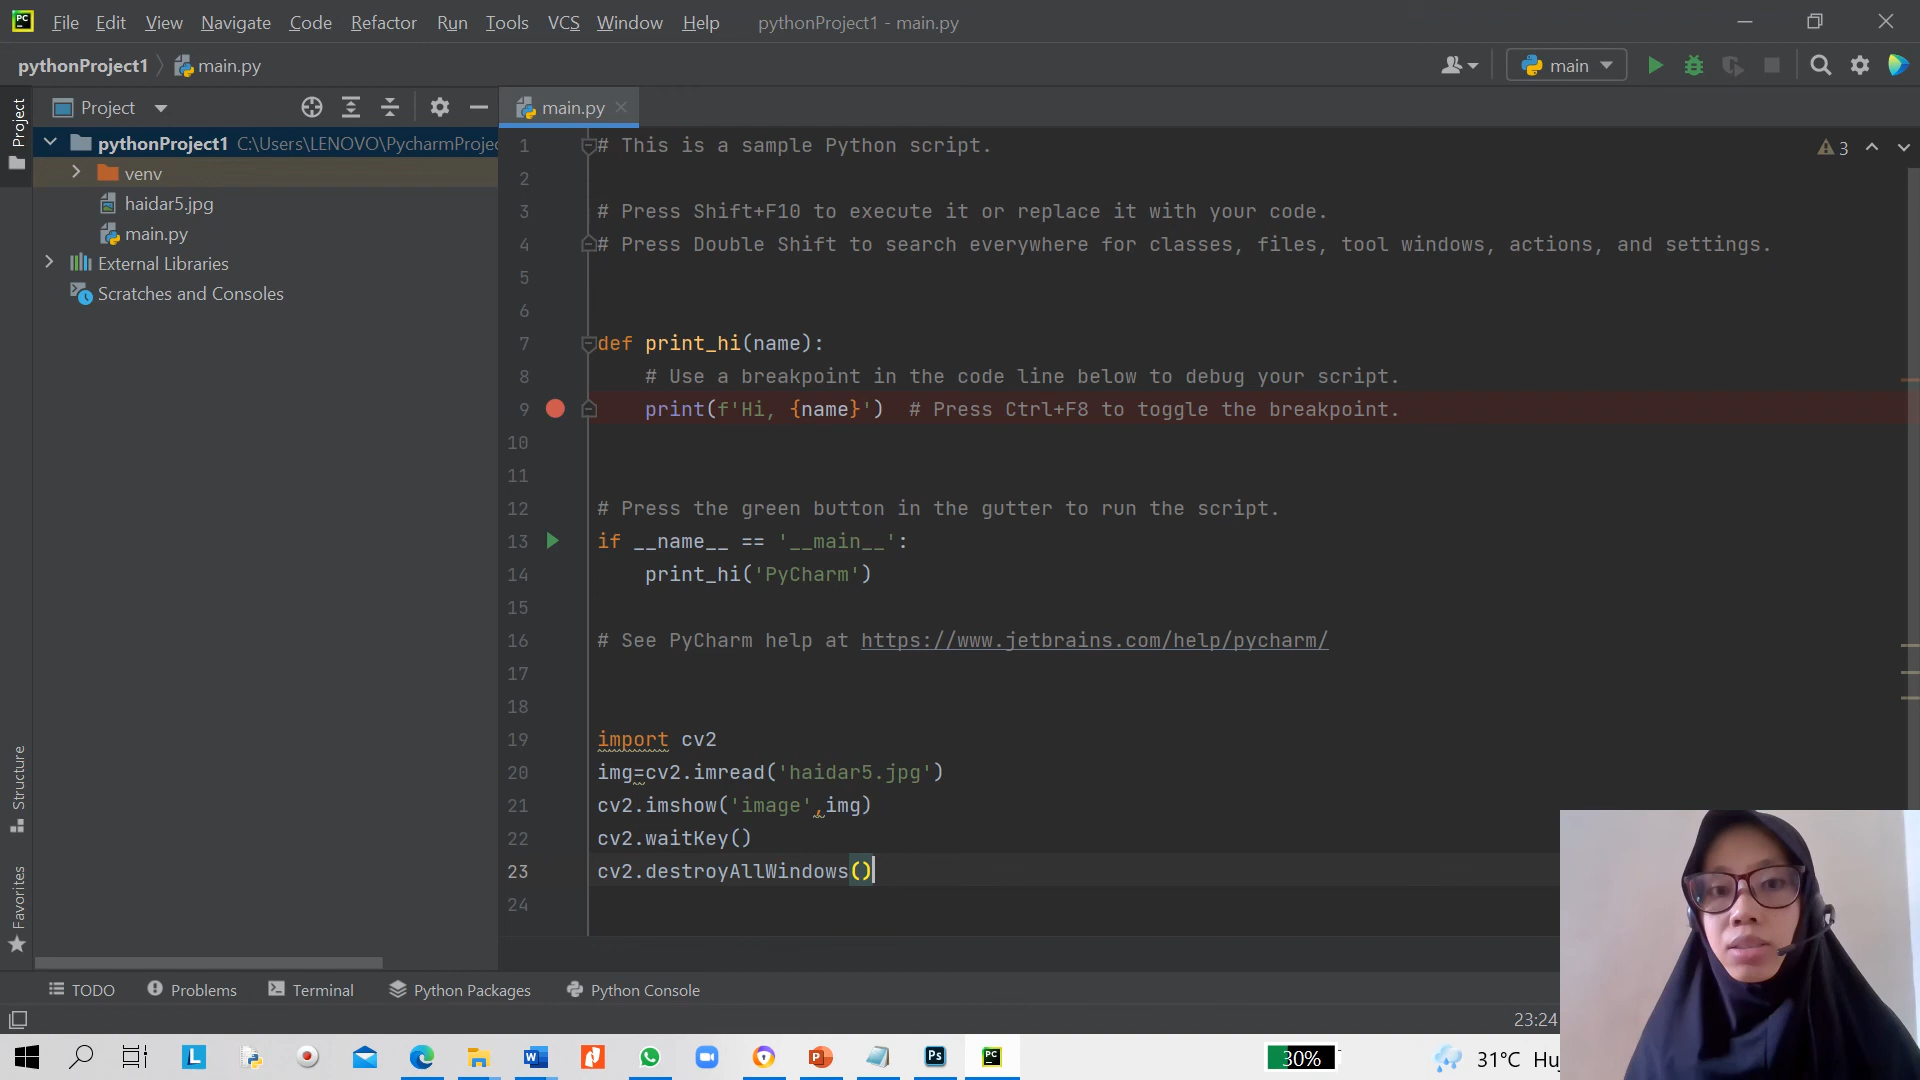 File Edit View Navigate Code Refactor Run Tools VCS Window Help pythonProject1 - main.py
pythonProject1 main.py main
Project
Project
main.py
pythonProject1 C:\Users\LENOVO\PycharmProjec
venv
haidar5.jpg
main.py
External Libraries
Scratches and Consoles
3
1 # This is a sample Python script.
2
3 # Press Shift+F10 to execute it or replace it with your code.
4 # Press Double Shift to search everywhere for classes, files, tool windows, actions, and settings.
5
6
7 def print_hi(name):
8 # Use a breakpoint in the code line below to debug your script.
9 print(f'Hi, {name}') # Press Ctrl+F8 to toggle the breakpoint.
10
11
12 # Press the green button in the gutter to run the script.
13 if __name__ == '__main__':
14 print_hi('PyCharm')
15
16 # See PyCharm help at https://www.jetbrains.com/help/pycharm/
17
18
19 import cv2
20 img=cv2.imread('haidar5.jpg')
21 cv2.imshow('image',img)
22 cv2.waitKey()
23 cv2.destroyAllWindows()
24
Structure
Favorites
TODO Problems Terminal Python Packages Python Console
23:24
30% 31°C Hu